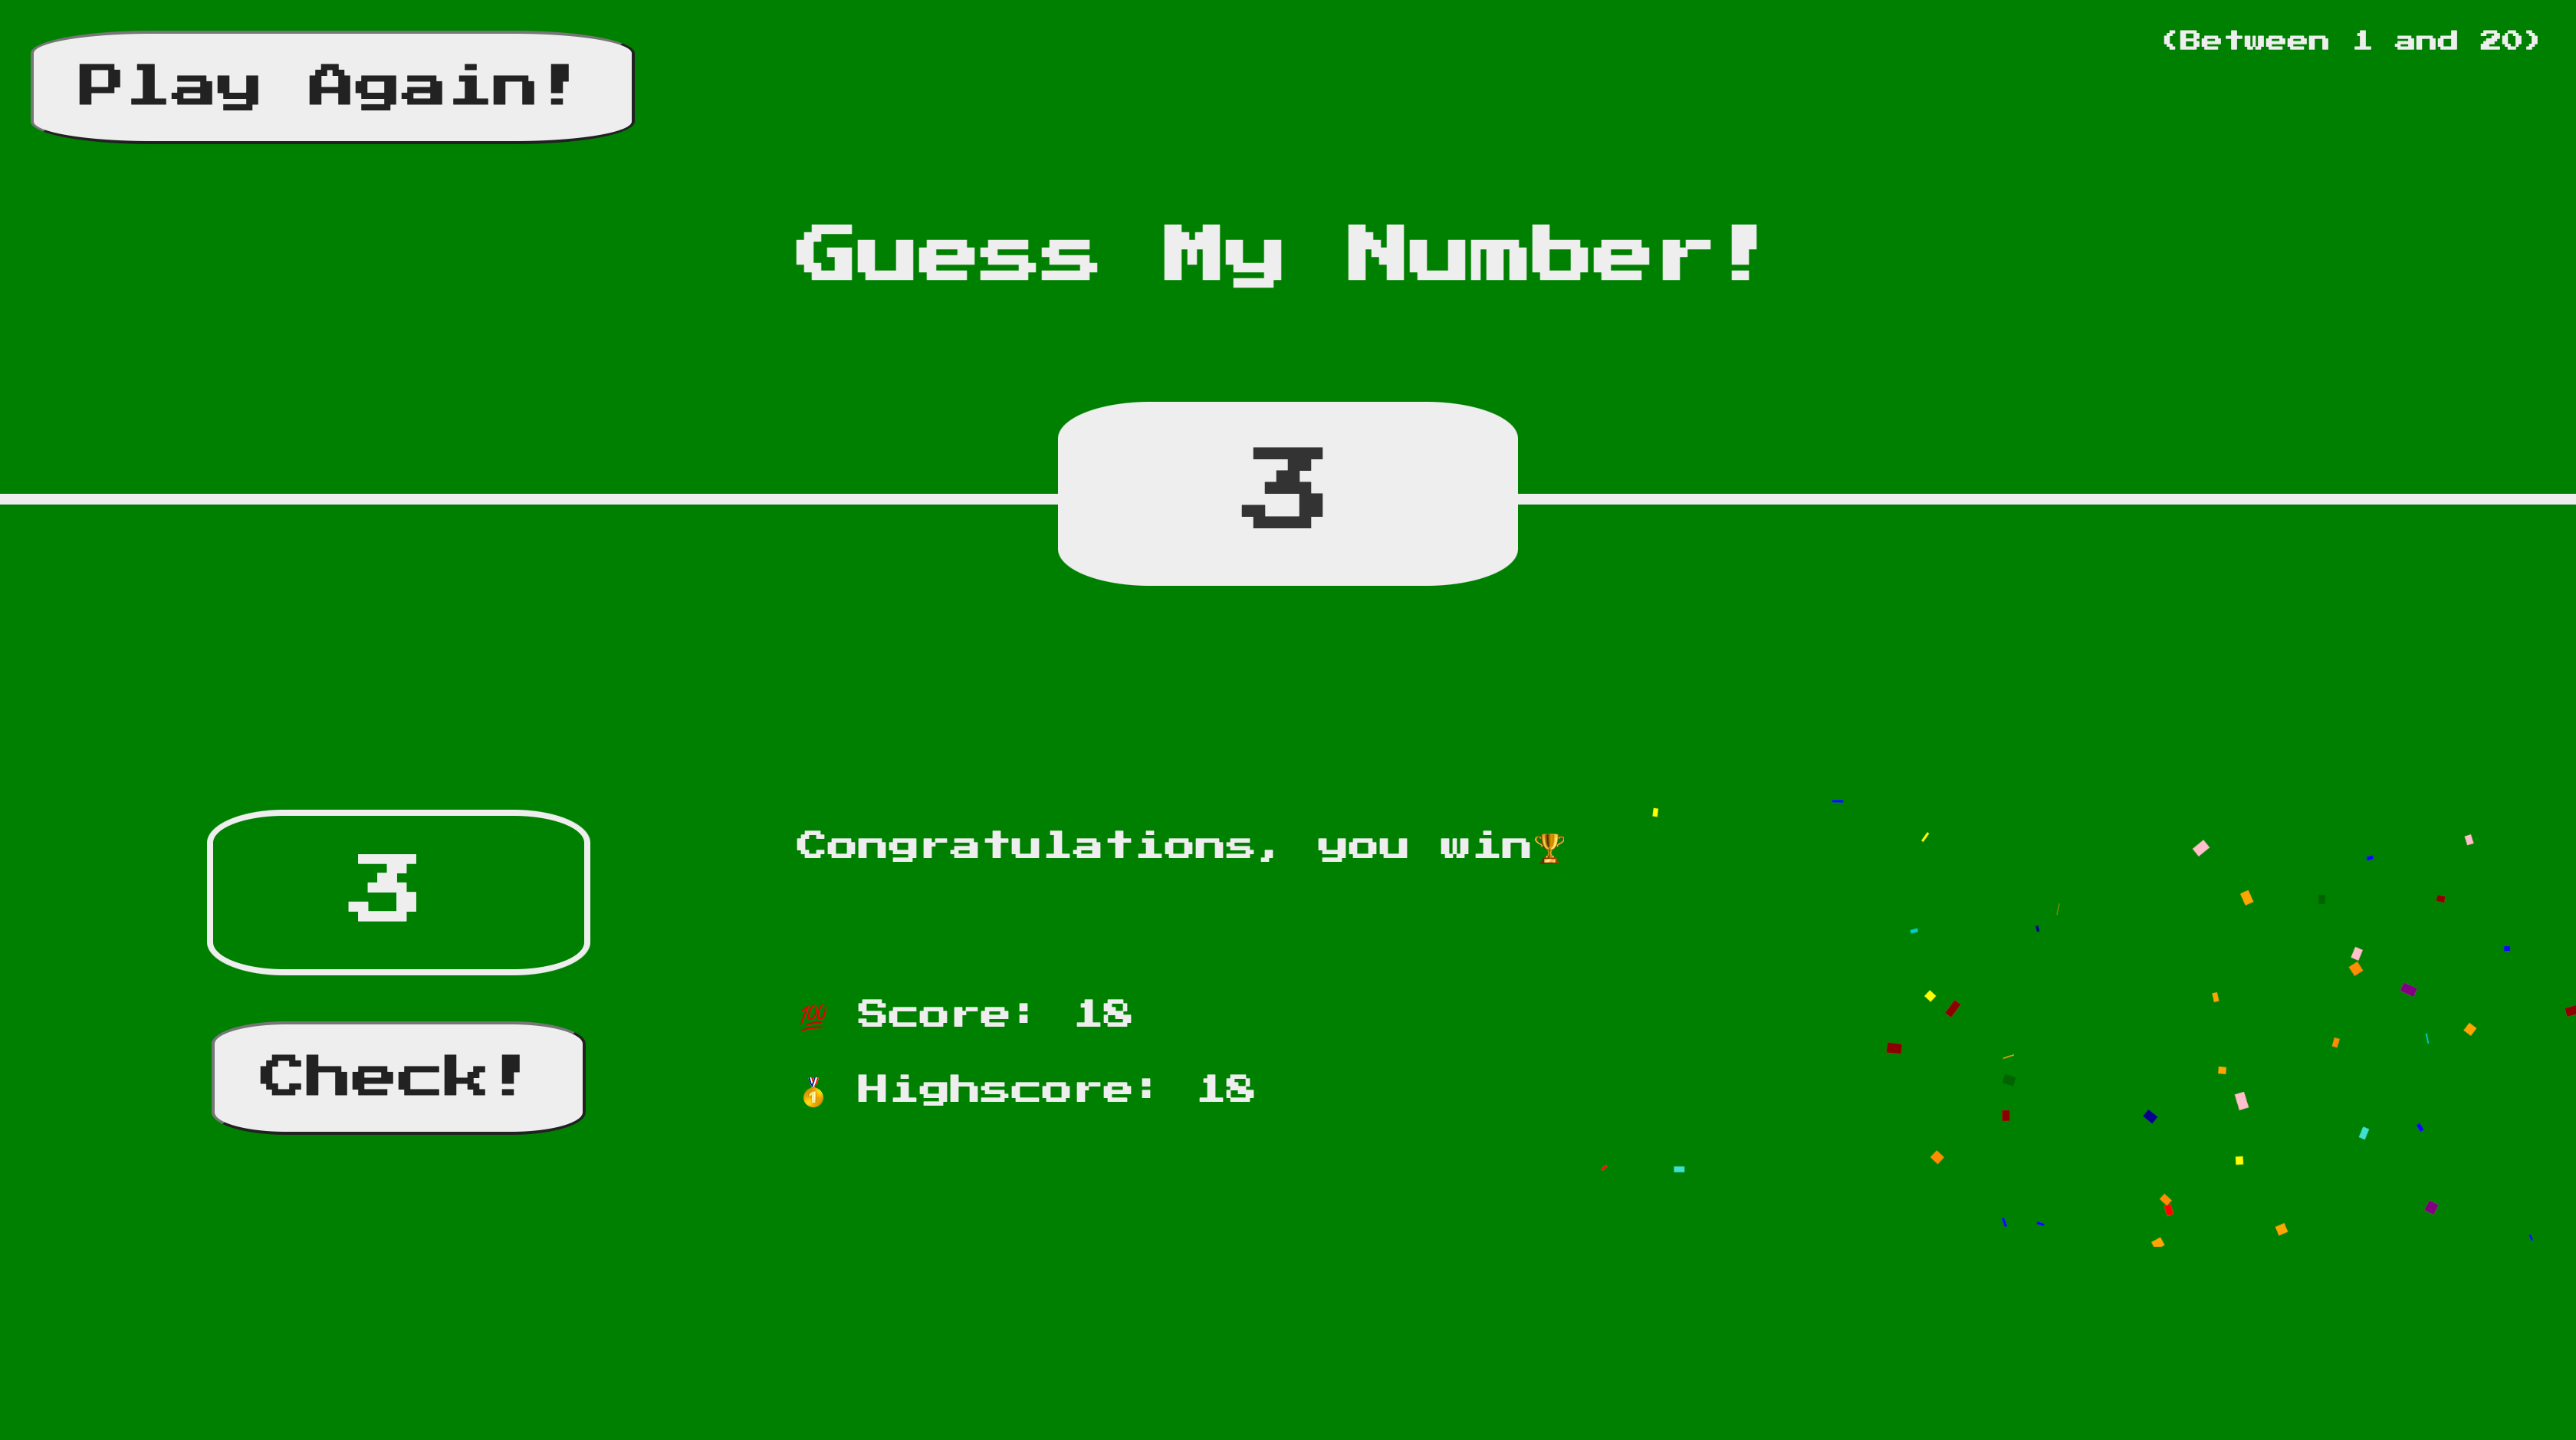 Play Again!
(Between 1 and 20)
Guess My Number!
3
3
Check!
Congratulations, you win🏆
💯 Score: 18
🥇 Highscore: 18